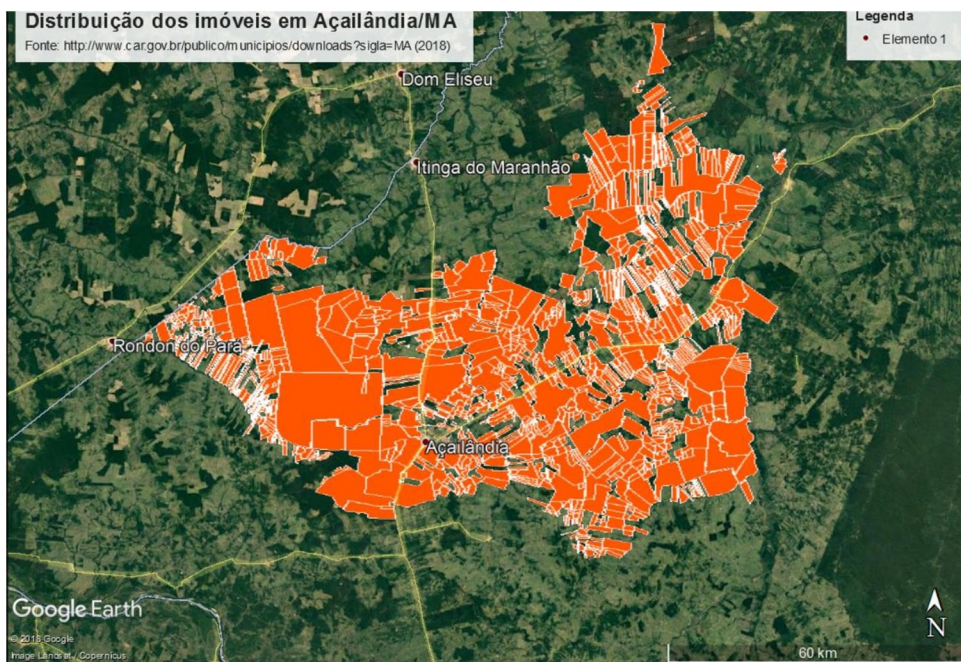 Distribuição dos imóveis em Açailândia/MA
Fonte: http://www.car.gov.br/publico/municipios/downloads?sigla=MA (2018)
Legenda
Elemento 1
Dom Eliseu
Itinga do Maranhão
Rondon do Pará
Açailândia
Google Earth
© 2018 Google
Image Landsat / Copernicus
N
60 km